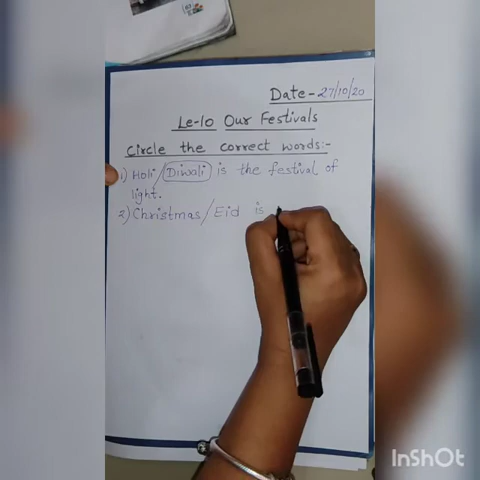 Date - 27/10/20
Le-10 Our Festivals
Circle the correct words:-
1) Holi/Diwali is the festival of
light.
2) Christmas/Eid is
InShOt